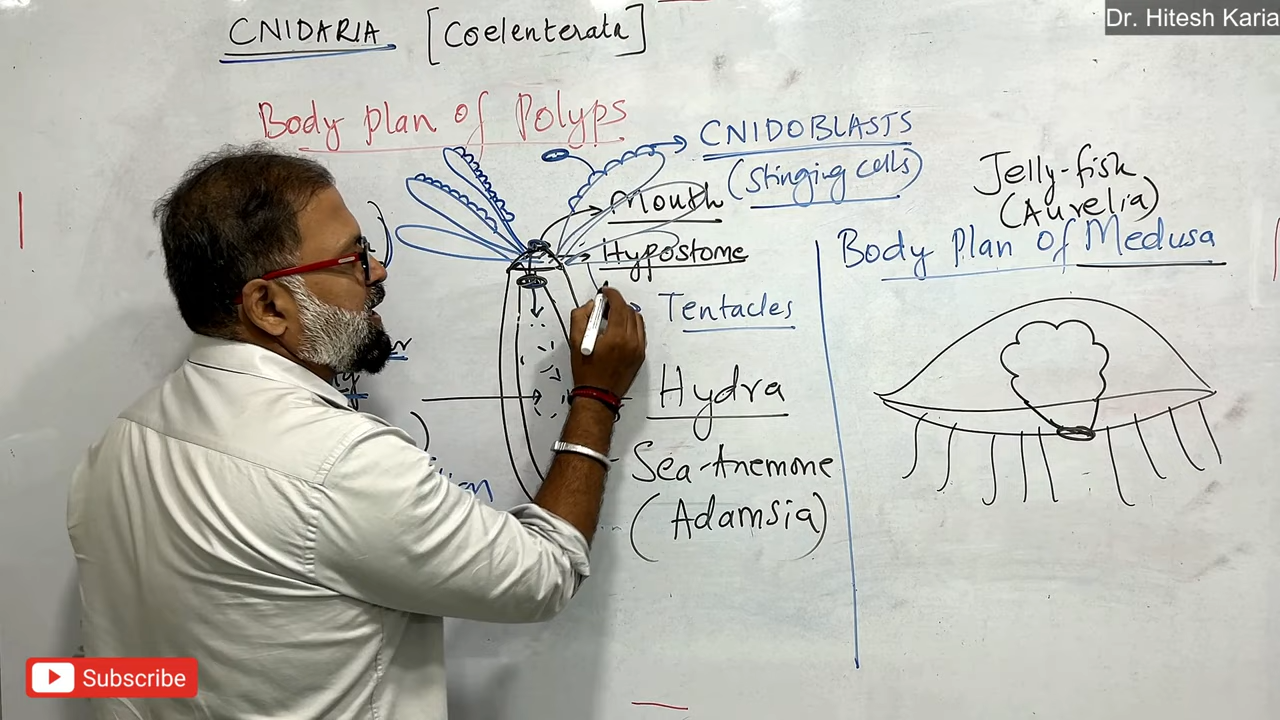 Dr. Hitesh Karia
CNIDARIA [Coelenterata]
Body plan of Polyps
CNIDOBLASTS
(Stinging cells)
Mouth
Hypostome
Tentacles
Hydra
Sea-Anemone
(Adamsia)
Jelly-fish
(Aurelia)
Body Plan Of Medusa
Subscribe